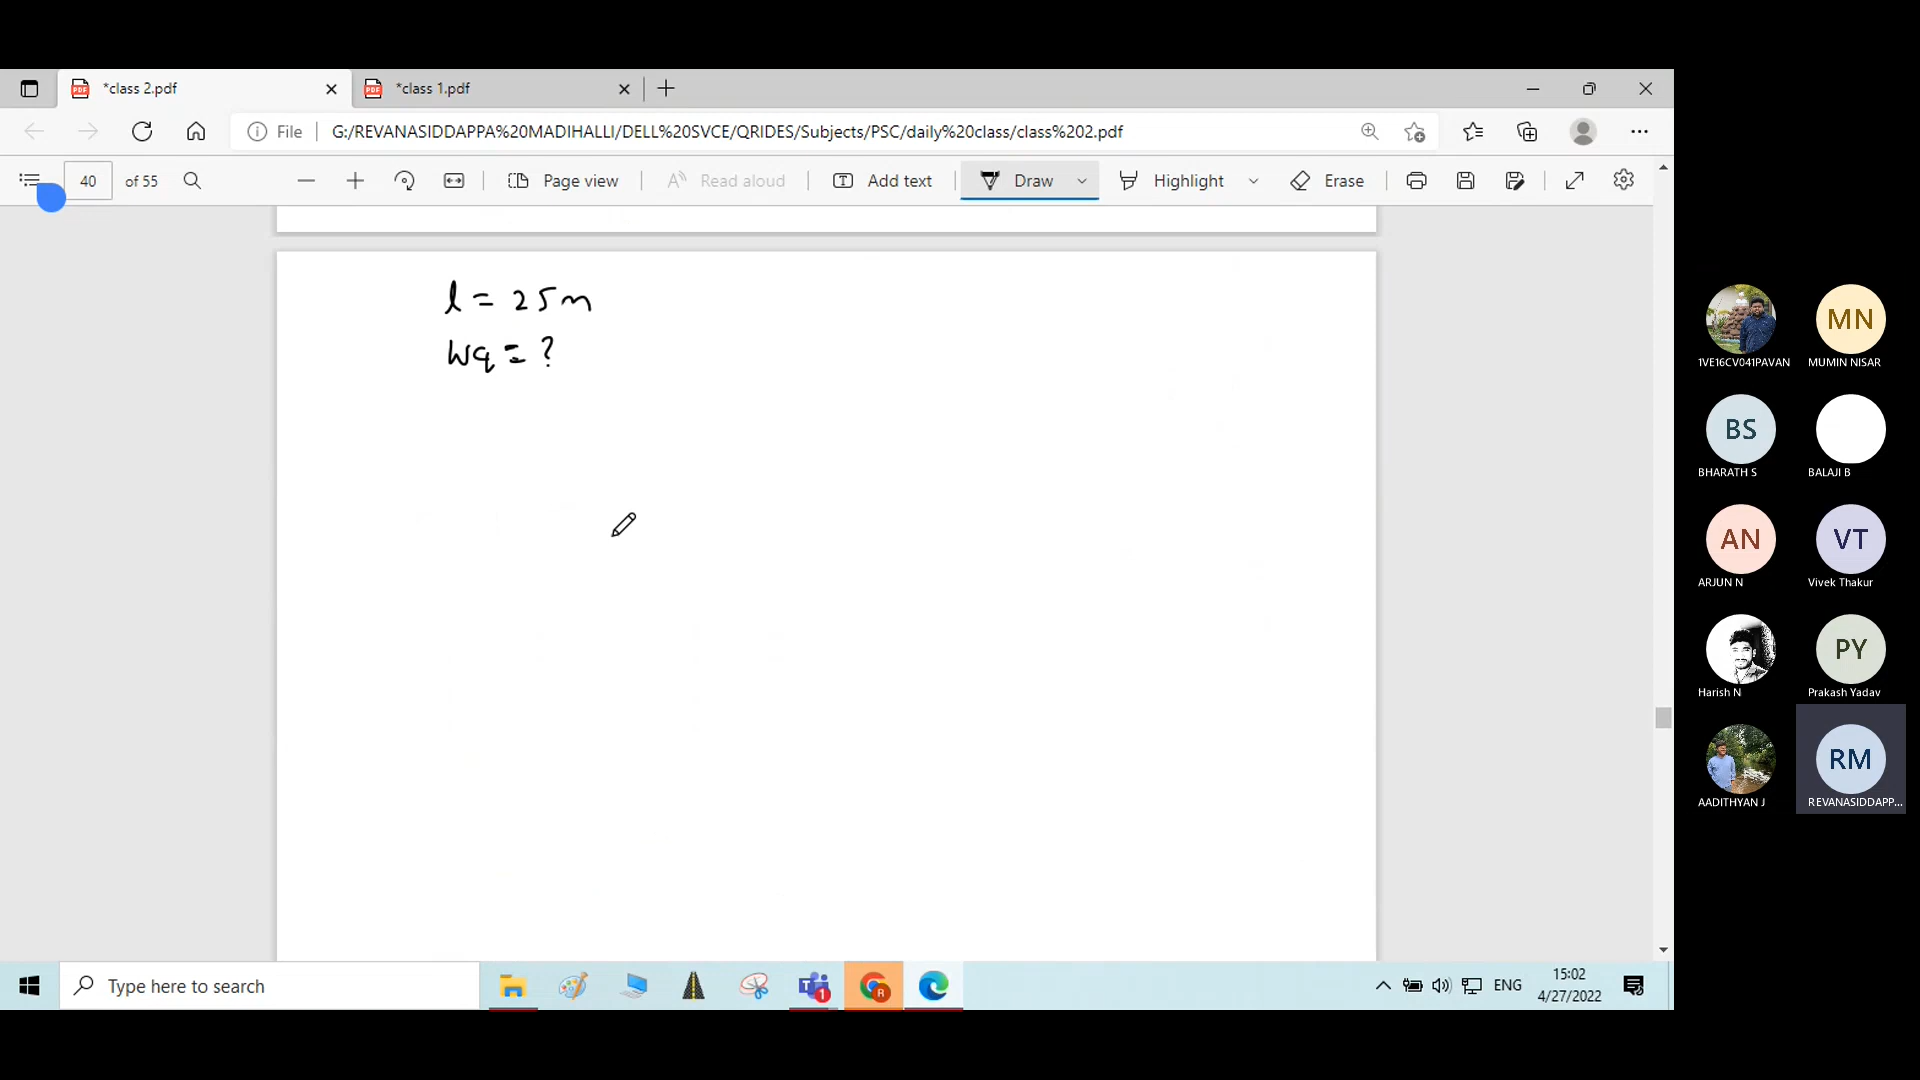 *class 2.pdf
*class 1.pdf
File
G:/REVANASIDDAPPA%20MADIHALLI/DELL%20SVCE/QRIDES/Subjects/PSC/daily%20class/class%202.pdf
40 of 55
Page view
Read aloud
Add text
Draw
Highlight
Erase
l = 25m
Wq = ?
1VE16CV041PAVAN
MN
MUMIN NISAR
BS
BHARATH S
BALAJI B
AN
ARJUN N
VT
Vivek Thakur
Harish N
PY
Prakash Yadav
AADITHYAN J
RM
REVANASIDDAPP...
Type here to search
1
R
ENG
15:02
4/27/2022